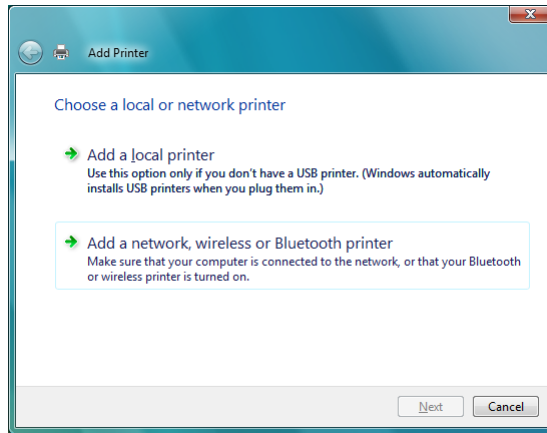 Add Printer
Choose a local or network printer
Add a local printer
Use this option only if you don't have a USB printer. (Windows automatically
installs USB printers when you plug them in.)
Add a network, wireless or Bluetooth printer
Make sure that your computer is connected to the network, or that your Bluetooth
or wireless printer is turned on.
Next Cancel